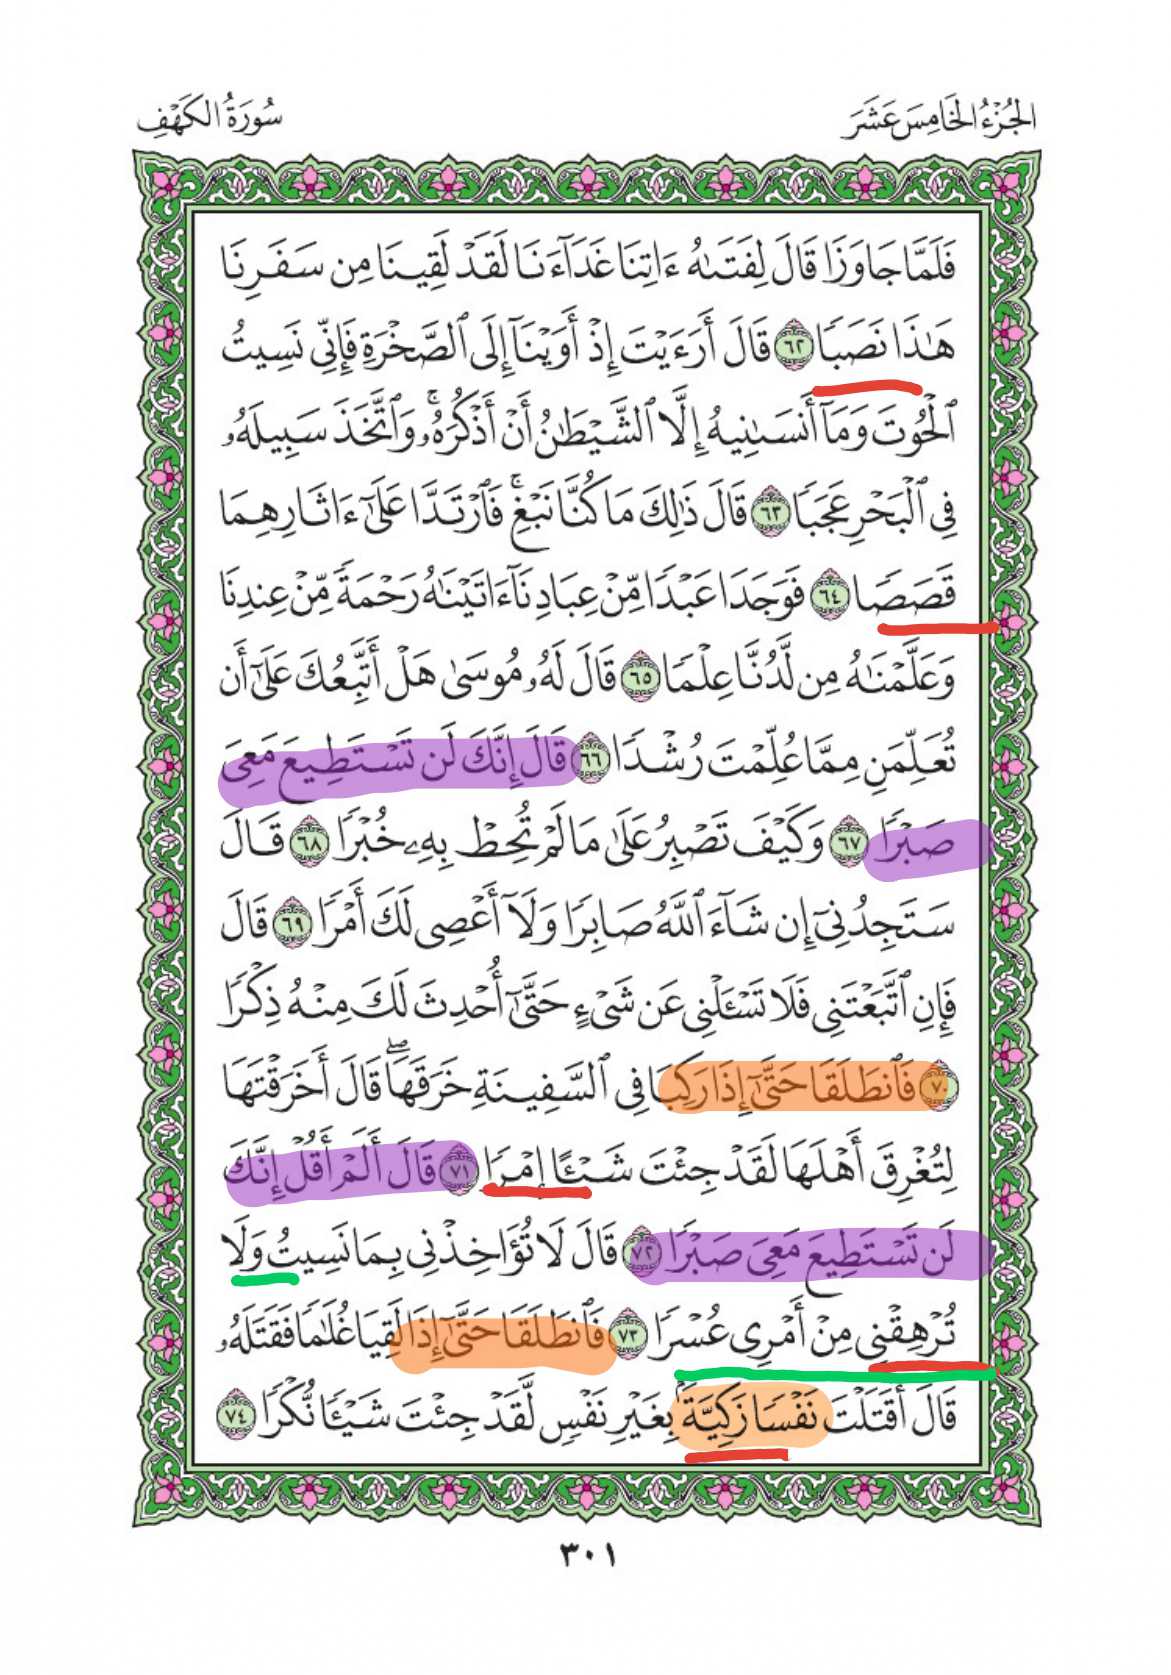 الجُزْءُ الخَامِسَ عَشَرَ
سُورَةُ الكَهْفِ
فَلَمَّا جَاوَزَا قَالَ لِفَتَىٰهُ ءَاتِنَا غَدَآءَنَا لَقَدْ لَقِينَا مِن سَفَرِنَا
هَٰذَا نَصَبٗا ٦٢ قَالَ أَرَءَيْتَ إِذْ أَوَيْنَآ إِلَى ٱلصَّخْرَةِ فَإِنِّي نَسِيتُ
ٱلْحُوتَ وَمَآ أَنسَىٰنِيهُ إِلَّا ٱلشَّيْطَٰنُ أَنْ أَذْكُرَهُۥۚ وَٱتَّخَذَ سَبِيلَهُۥ
فِي ٱلْبَحْرِ عَجَبٗا ٦٣ قَالَ ذَٰلِكَ مَا كُنَّا نَبْغِۚ فَٱرْتَدَّا عَلَىٰٓ ءَاثَارِهِمَا
قَصَصٗا ٦٤ فَوَجَدَا عَبْدٗا مِّنْ عِبَادِنَآ ءَاتَيْنَٰهُ رَحْمَةٗ مِّنْ عِندِنَا
وَعَلَّمْنَٰهُ مِن لَّدُنَّا عِلْمٗا ٦٥ قَالَ لَهُۥ مُوسَىٰ هَلْ أَتَّبِعُكَ عَلَىٰٓ أَن
تُعَلِّمَنِ مِمَّا عُلِّمْتَ رُشْدٗا ٦٦ قَالَ إِنَّكَ لَن تَسْتَطِيعَ مَعِيَ
صَبْرٗا ٦٧ وَكَيْفَ تَصْبِرُ عَلَىٰ مَا لَمْ تُحِطْ بِهِۦ خُبْرٗا ٦٨ قَالَ
سَتَجِدُنِيٓ إِن شَآءَ ٱللَّهُ صَابِرٗا وَلَآ أَعْصِي لَكَ أَمْرٗا ٦٩ قَالَ
فَإِنِ ٱتَّبَعْتَنِي فَلَا تَسْـَٔلْنِي عَن شَيْءٍ حَتَّىٰٓ أُحْدِثَ لَكَ مِنْهُ ذِكْرٗا
٧٠ فَٱنطَلَقَا حَتَّىٰٓ إِذَا رَكِبَا فِي ٱلسَّفِينَةِ خَرَقَهَاۖ قَالَ أَخَرَقْتَهَا
لِتُغْرِقَ أَهْلَهَا لَقَدْ جِئْتَ شَيْـًٔا إِمْرٗا ٧١ قَالَ أَلَمْ أَقُلْ إِنَّكَ
لَن تَسْتَطِيعَ مَعِيَ صَبْرٗا ٧٢ قَالَ لَا تُؤَاخِذْنِي بِمَا نَسِيتُ وَلَا
تُرْهِقْنِي مِنْ أَمْرِي عُسْرٗا ٧٣ فَٱنطَلَقَا حَتَّىٰٓ إِذَا لَقِيَا غُلَٰمٗا فَقَتَلَهُۥ
قَالَ أَقَتَلْتَ نَفْسٗا زَكِيَّةَۢ بِغَيْرِ نَفْسٖ لَّقَدْ جِئْتَ شَيْـٔٗا نُّكْرٗا ٧٤
٣٠١